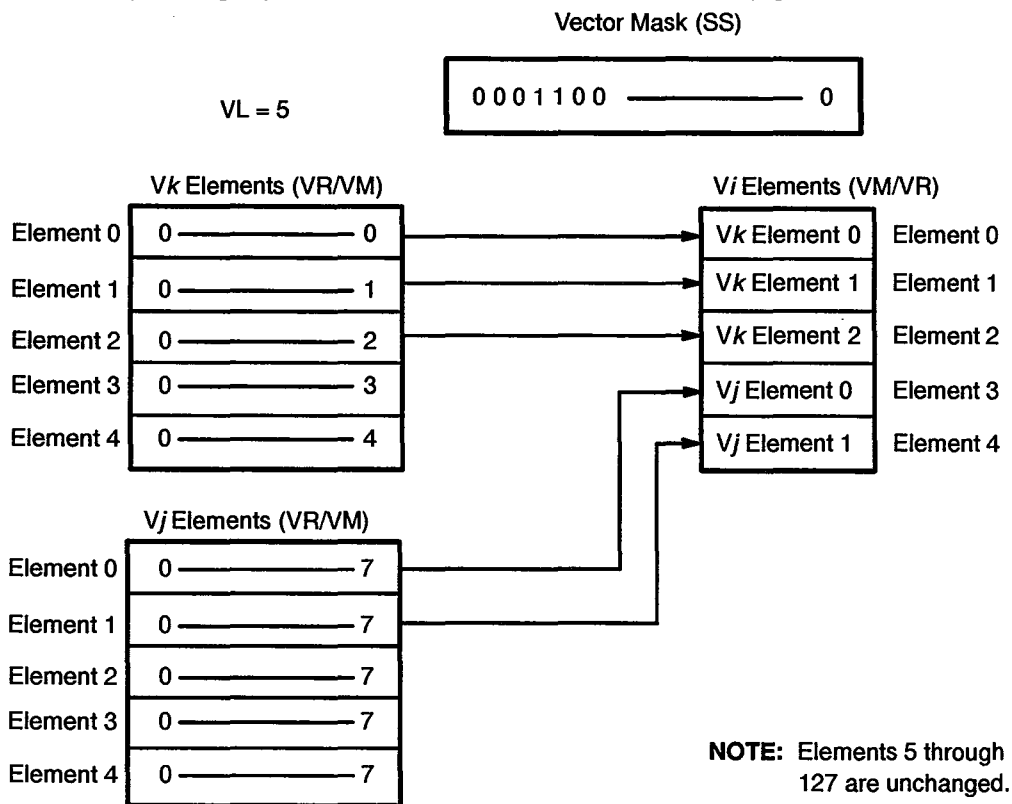 Vector Mask (SS)
0001100 0
VL = 5
Vk Elements (VR/VM)
Vi Elements (VM/VR)
Element 0 0 0 Vk Element 0 Element 0
Element 1 0 1 Vk Element 1 Element 1
Element 2 0 2 Vk Element 2 Element 2
Element 3 0 3 Vj Element 0 Element 3
Element 4 0 4 Vj Element 1 Element 4
Vj Elements (VR/VM)
Element 0 0 7
Element 1 0 7
Element 2 0 7
Element 3 0 7
Element 4 0 7
NOTE: Elements 5 through
127 are unchanged.